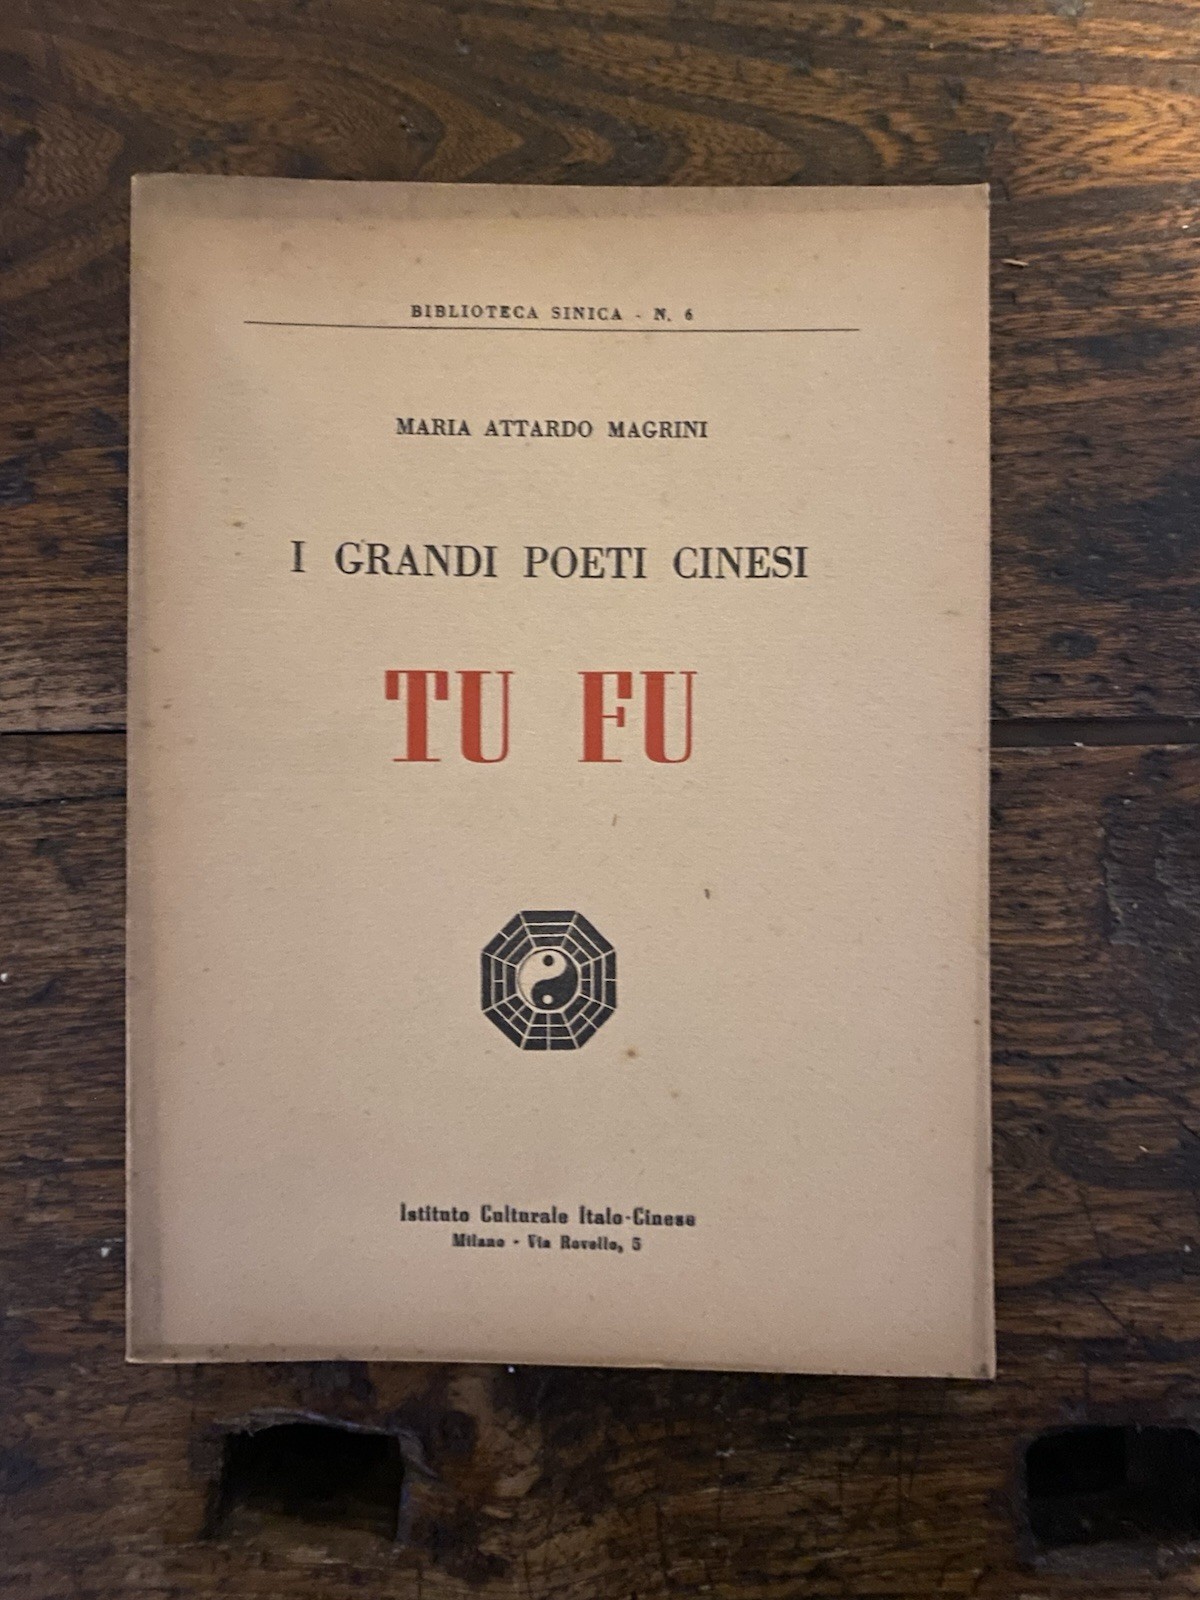 BIBLIOTECA SINICA - N. 6
MARIA ATTARDO MAGRINI
I GRANDI POETI CINESI
TU FU
Istituto Culturale Italo-Cinese
Milano - Via Rovello, 5